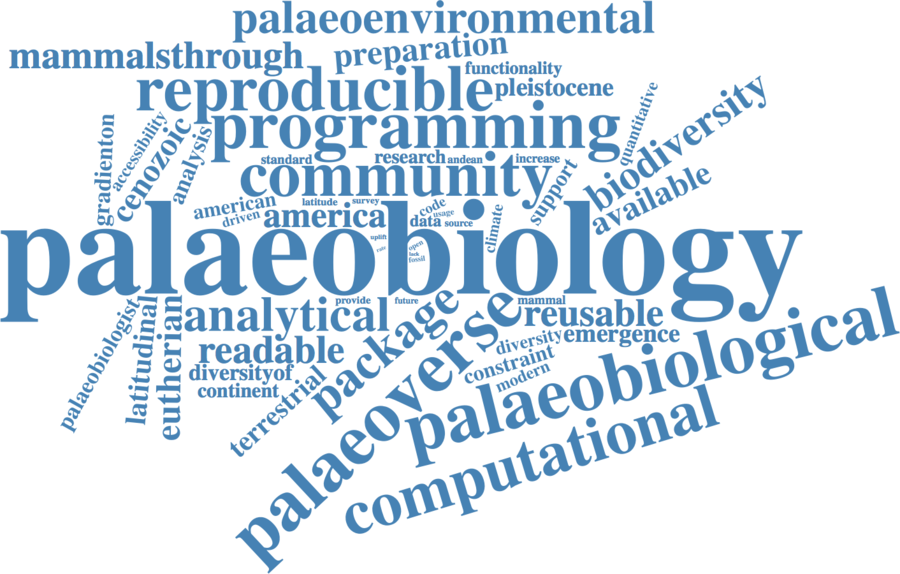 palaeoenvironmental
mammalsthrough
preparation
functionality
reproducible
pleistocene
quantitative
biodiversity
programming
gradienton
accessibility
cenozoic
analysis
standard
research
andean
increase
community
support
available
american
driven
latitude
survey
america
code
usage
data
source
climate
uplift
rate
open
lack
fossil
palaeobiology
palaeobiologist
latitudinal
eutherian
analytical
provide
future
package
palaeoverse
mammal
reusable
readable
diversity
emergence
diversityof
constraint
continent
modern
terrestrial
palaeobiological
computational